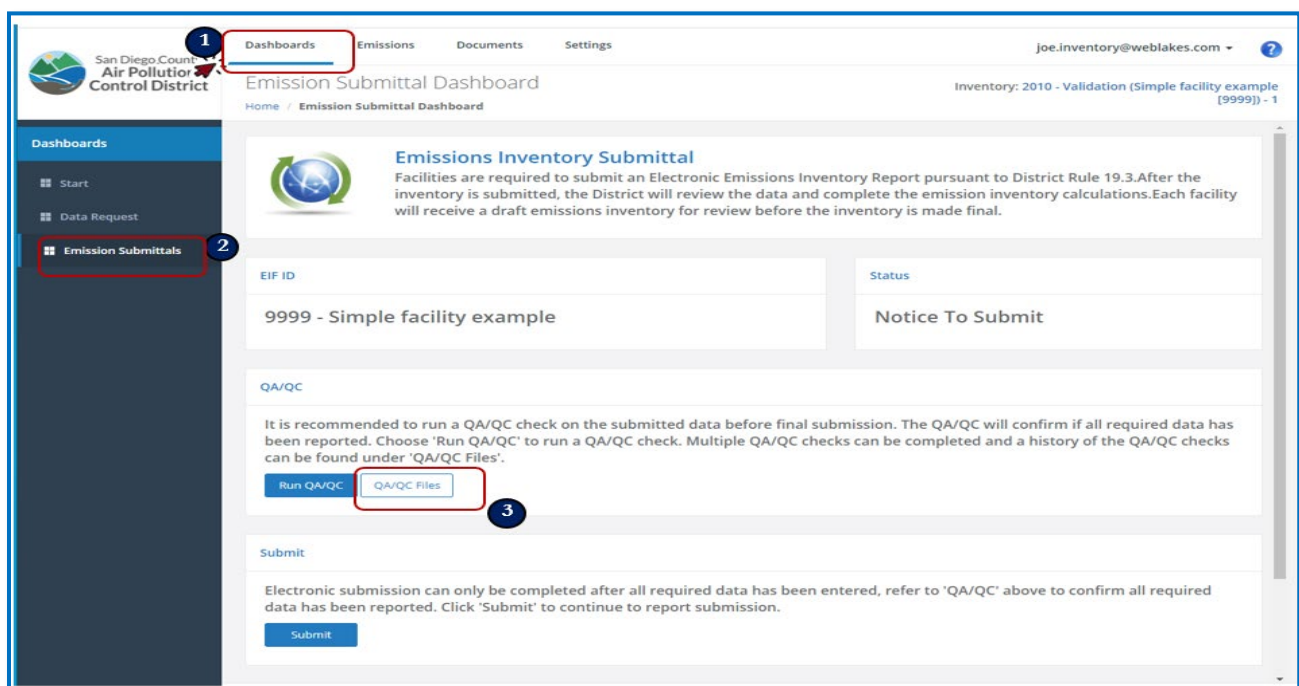 1
Dashboards Emissions Documents Settings
joe.inventory@weblakes.com
?
San Diego County
Air Pollution
Control District
Emission Submittal Dashboard
Home / Emission Submittal Dashboard
Inventory: 2010 - Validation (Simple facility example
[9999]) - 1
Dashboards
Start
Data Request
Emission Submittals
2
Emissions Inventory Submittal
Facilities are required to submit an Electronic Emissions Inventory Report pursuant to District Rule 19.3.After the
inventory is submitted, the District will review the data and complete the emission inventory calculations.Each facility
will receive a draft emissions inventory for review before the inventory is made final.
EIF ID
9999 - Simple facility example
Status
Notice To Submit
QA/QC
It is recommended to run a QA/QC check on the submitted data before final submission. The QA/QC will confirm if all required data has
been reported. Choose 'Run QA/QC' to run a QA/QC check. Multiple QA/QC checks can be completed and a history of the QA/QC checks
can be found under 'QA/QC Files'.
Run QA/QC QA/QC Files
3
Submit
Electronic submission can only be completed after all required data has been entered, refer to 'QA/QC' above to confirm all required
data has been reported. Click 'Submit' to continue to report submission.
Submit